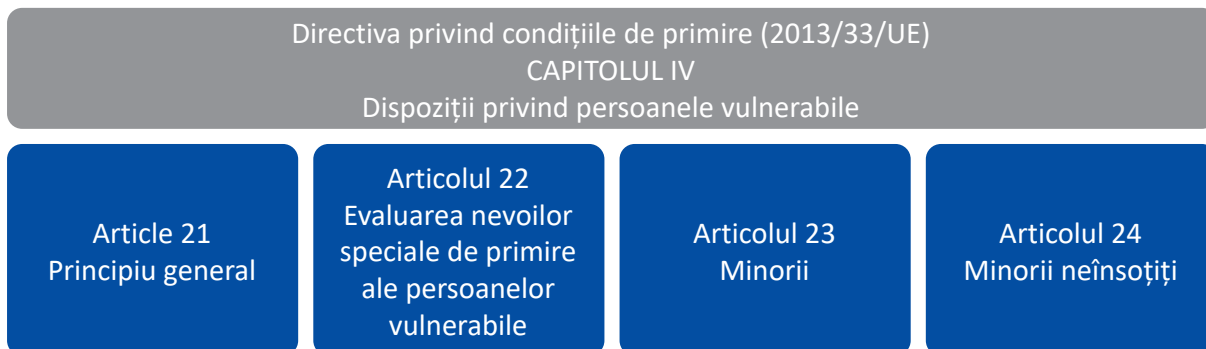 Directiva privind condițiile de primire (2013/33/UE)
CAPITOLUL IV
Dispoziții privind persoanele vulnerabile
Article 21
Principiu general
Articolul 22
Evaluarea nevoilor
speciale de primire
ale persoanelor
vulnerabile
Articolul 23
Minorii
Articolul 24
Minorii neînsoțiți